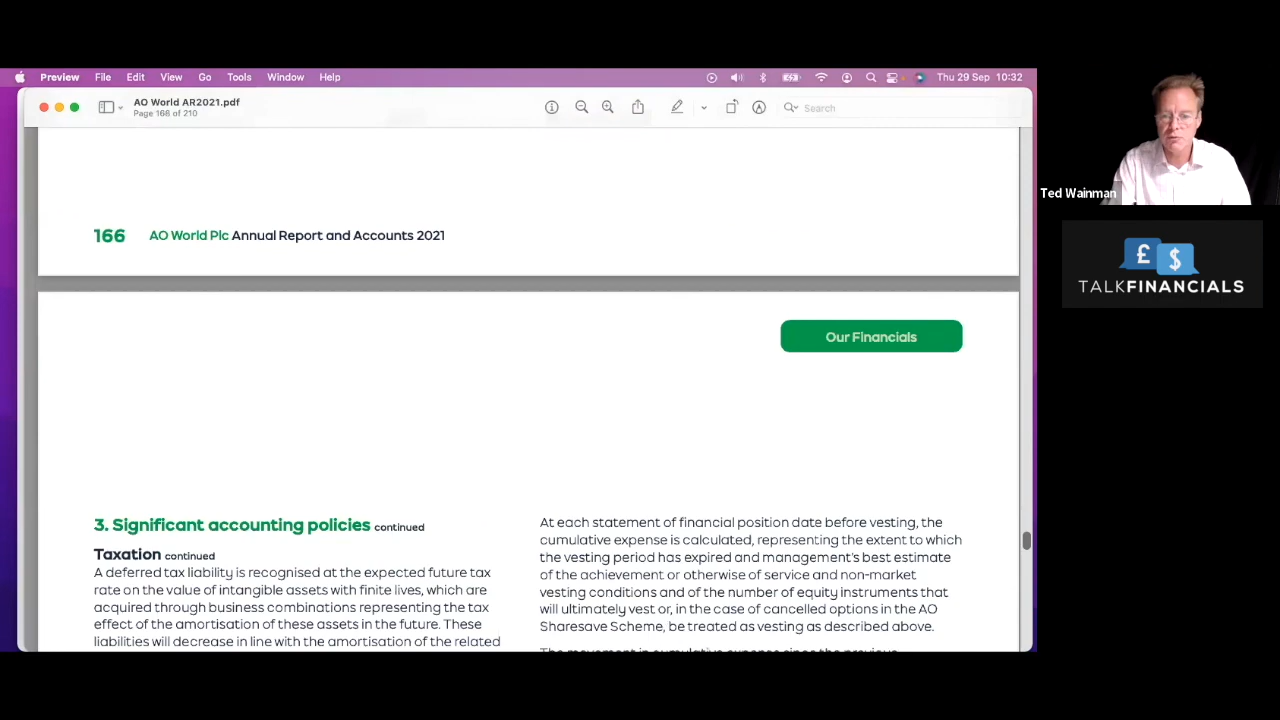 Preview File Edit View Go Tools Window Help Thu 29 Sep 10:32
AO World AR2021.pdf
Page 168 of 210
Search
166 AO World Plc Annual Report and Accounts 2021
Our Financials
3. Significant accounting policies continued
Taxation continued
A deferred tax liability is recognised at the expected future tax
rate on the value of intangible assets with finite lives, which are
acquired through business combinations representing the tax
effect of the amortisation of these assets in the future. These
liabilities will decrease in line with the amortisation of the related
At each statement of financial position date before vesting, the
cumulative expense is calculated, representing the extent to which
the vesting period has expired and management's best estimate
of the achievement or otherwise of service and non-market
vesting conditions and of the number of equity instruments that
will ultimately vest or, in the case of cancelled options in the AO
Sharesave Scheme, be treated as vesting as described above.
The movement in cumulative expense since the previous
Ted Wainman
£ $
TALKFINANCIALS